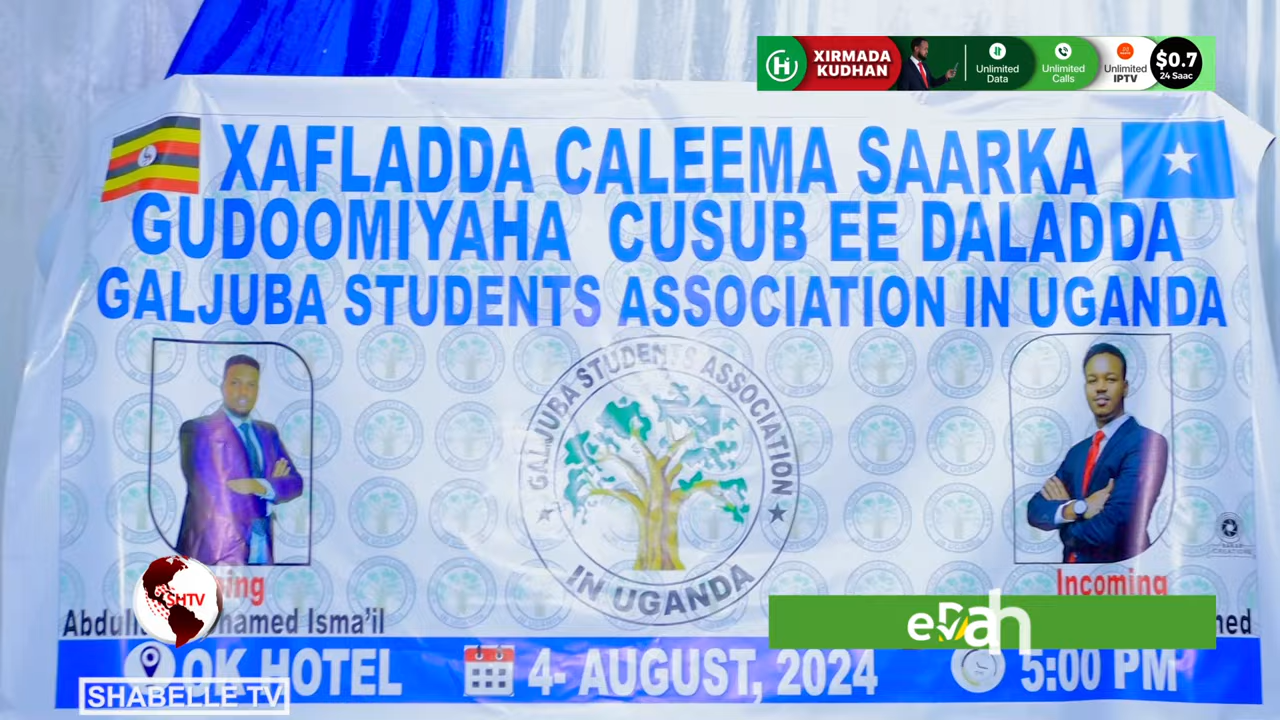 XIRMADA
KUDHAN
Unlimited
Data
Unlimited
Calls
Unlimited
IPTV
$0.7
24 Saac
XAFLADDA CALEEMA SAARKA
GUDOOMIYAHA CUSUB EE DALADDA
GALJUBA STUDENTS ASSOCIATION IN UGANDA
GALJUBA STUDENTS ASSOCIATION
IN UGANDA
Incoming
Isma'il
SHTV
eDahab
OK HOTEL
4- AUGUST, 2024
5:00 PM
SHABELLE TV